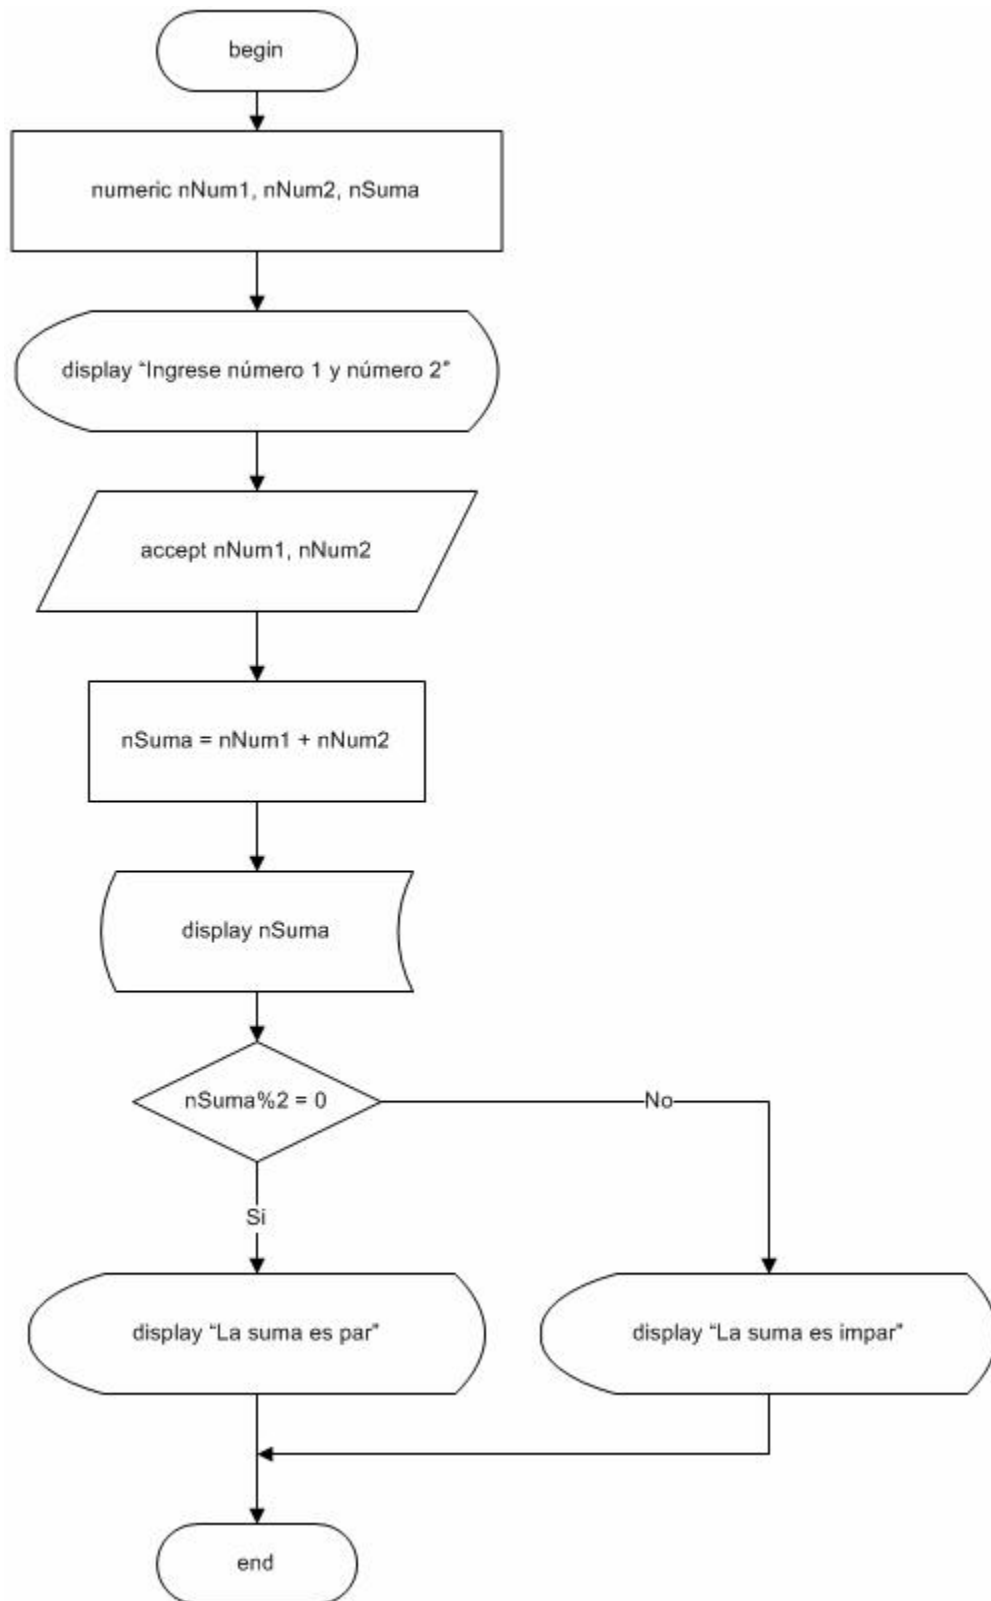 begin
numeric nNum1, nNum2, nSuma
display “Ingrese número 1 y número 2”
accept nNum1, nNum2
nSuma = nNum1 + nNum2
display nSuma
nSuma%2 = 0
No
Si
display “La suma es par”
display “La suma es impar”
end